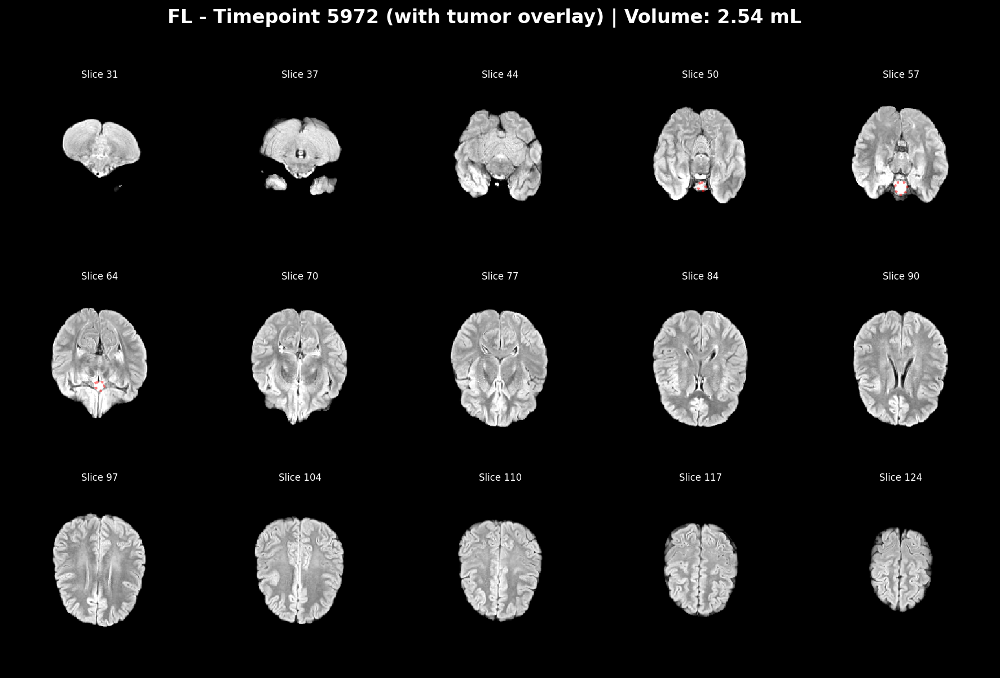 FL - Timepoint 5972 (with tumor overlay) | Volume: 2.54 mL
Slice 31
Slice 37
Slice 44
Slice 50
Slice 57
Slice 64
Slice 70
Slice 77
Slice 84
Slice 90
Slice 97
Slice 104
Slice 110
Slice 117
Slice 124